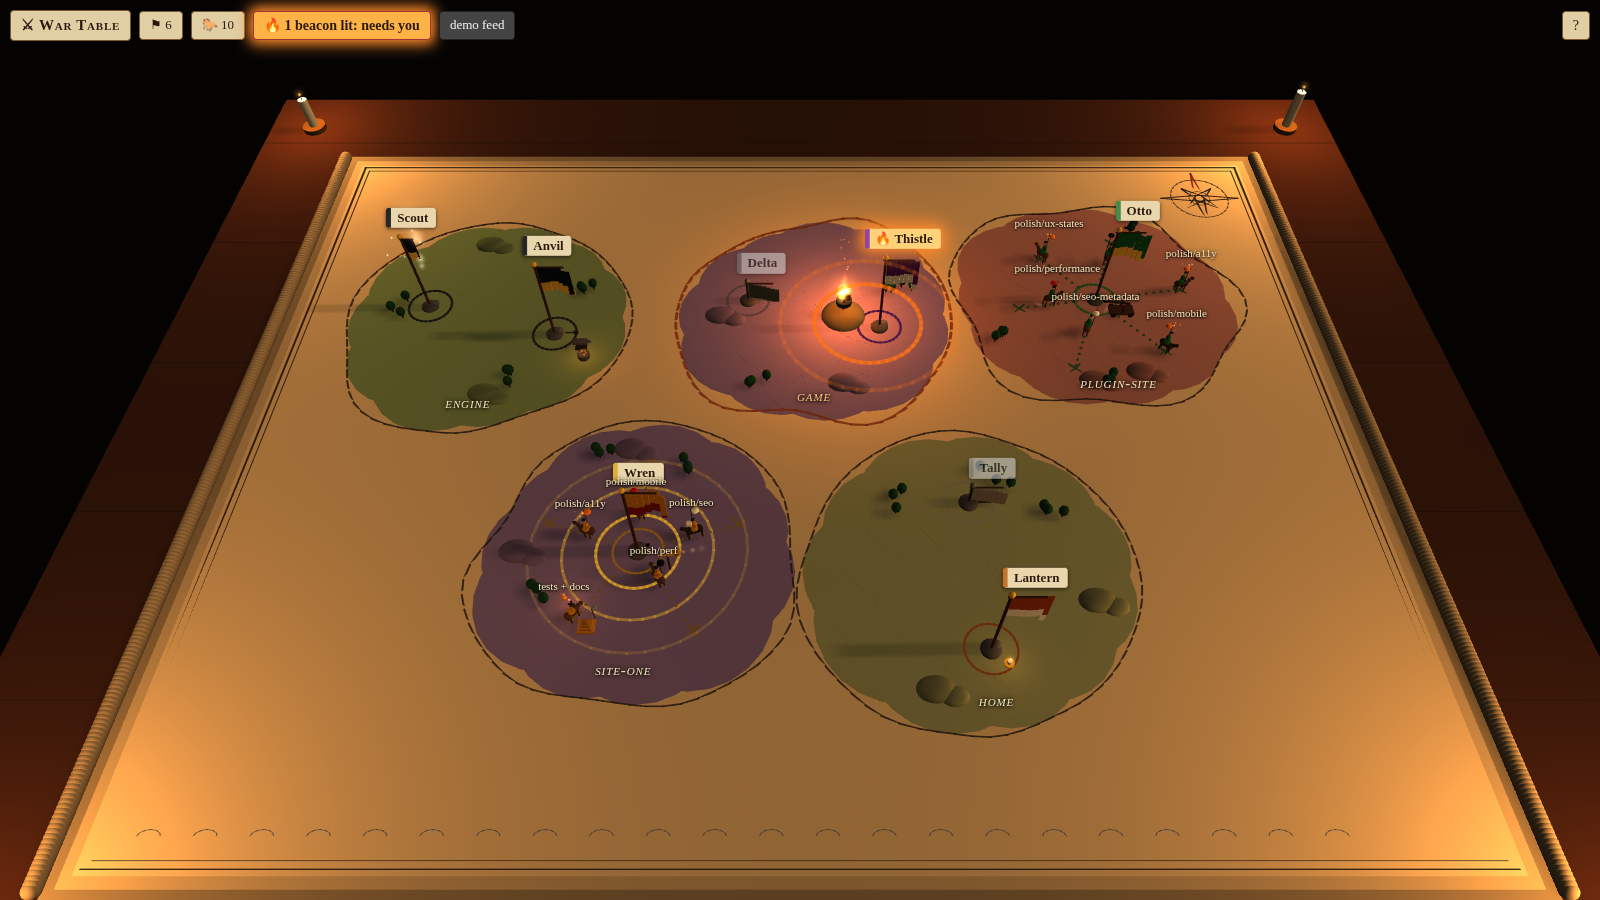 ⚔ War Table
⚑ 6
🐎 10
🔥 1 beacon lit: needs you
demo feed
?
Scout
Anvil
ENGINE
Delta
🔥 Thistle
GAME
Otto
polish/ux-states
polish/a11y
polish/performance
polish/seo-metadata
polish/mobile
PLUGIN-SITE
Wren
polish/mobile
polish/a11y
polish/seo
polish/perf
tests + docs
SITE-ONE
Tally
Lantern
HOME